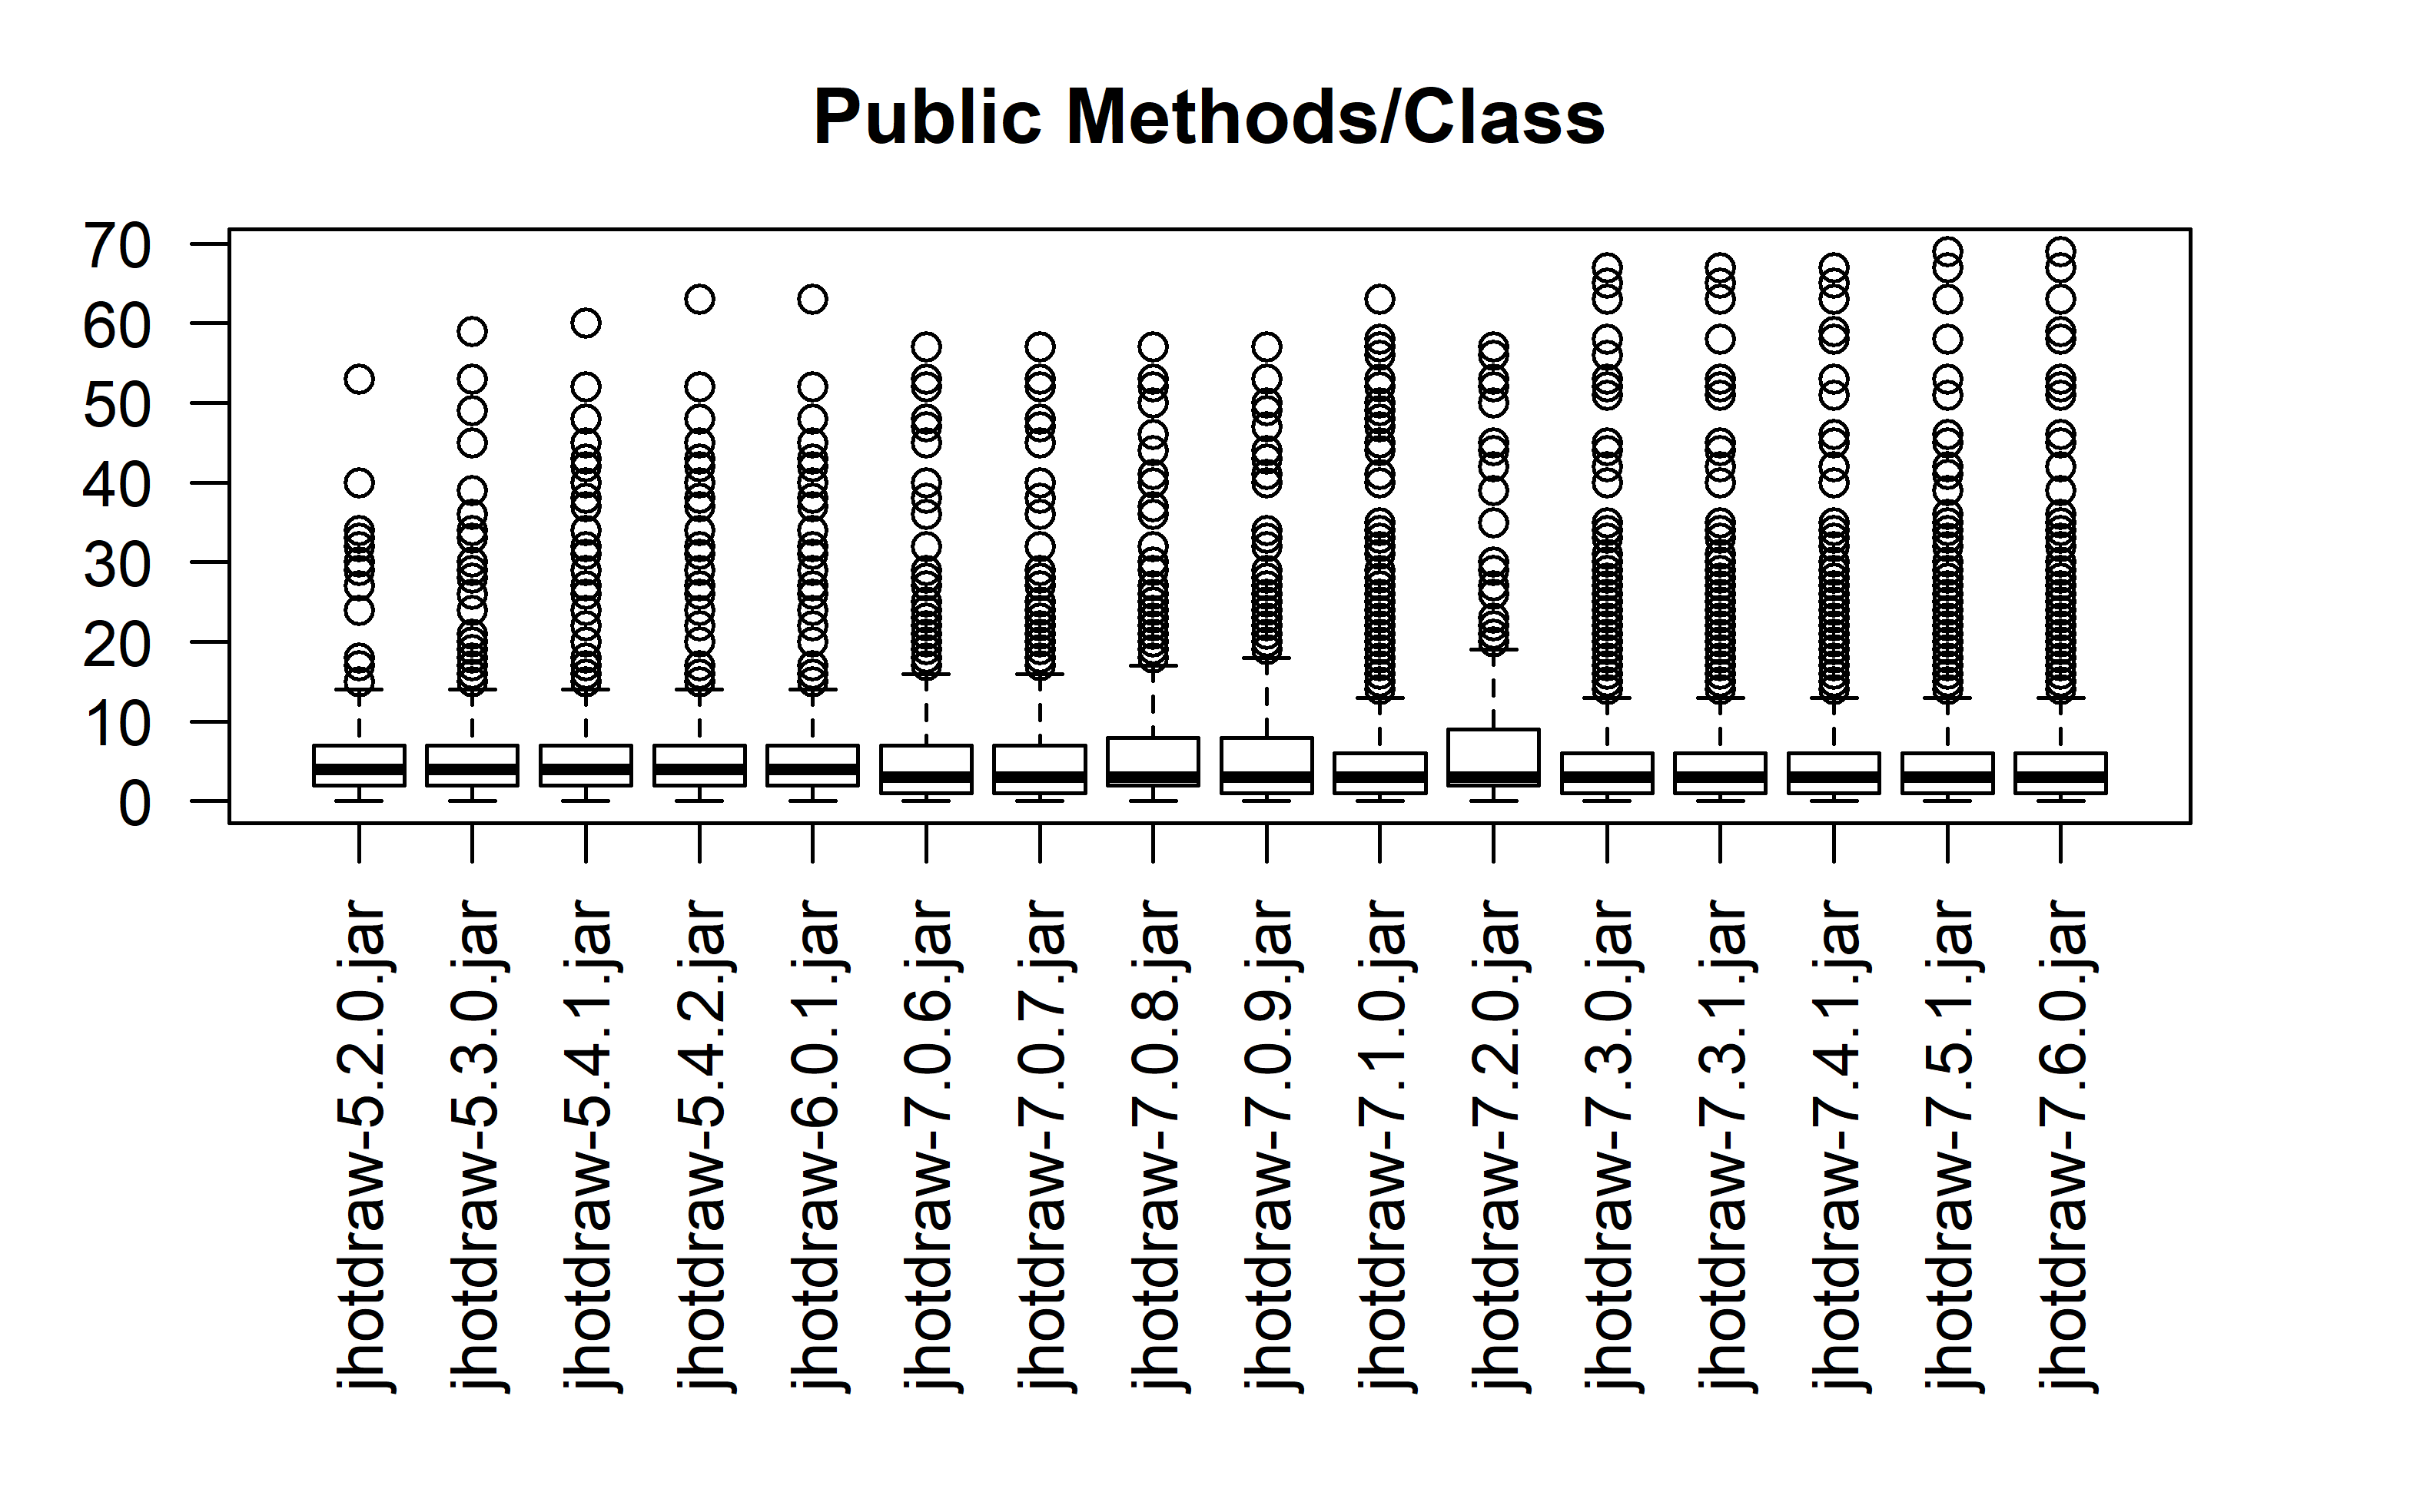 Public Methods/Class
70
60
50
40
30
20
10
0
jhotdraw-5.2.0.jar
jhotdraw-5.3.0.jar
jhotdraw-5.4.1.jar
jhotdraw-5.4.2.jar
jhotdraw-6.0.1.jar
jhotdraw-7.0.6.jar
jhotdraw-7.0.7.jar
jhotdraw-7.0.8.jar
jhotdraw-7.0.9.jar
jhotdraw-7.1.0.jar
jhotdraw-7.2.0.jar
jhotdraw-7.3.0.jar
jhotdraw-7.3.1.jar
jhotdraw-7.4.1.jar
jhotdraw-7.5.1.jar
jhotdraw-7.6.0.jar